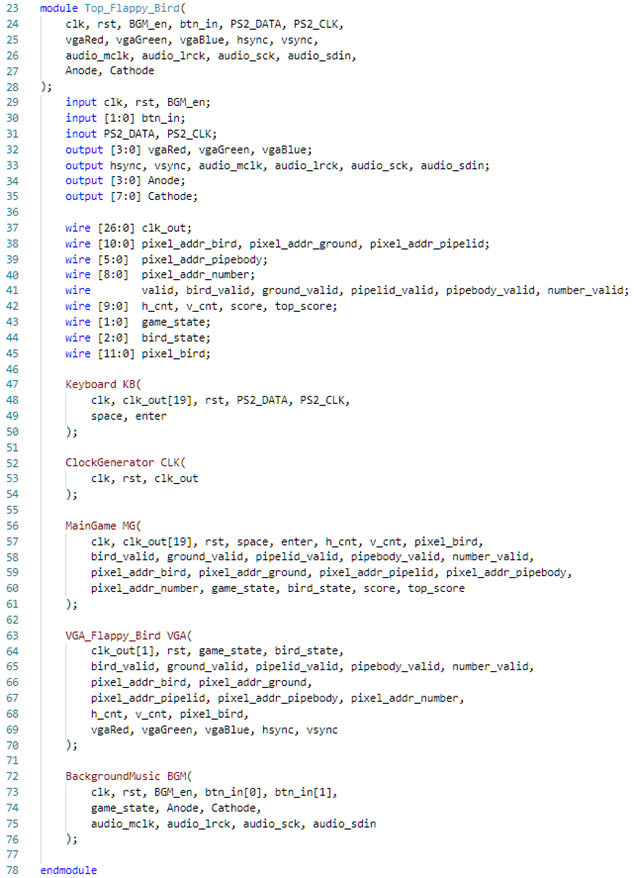 23 module Top_Flappy_Bird(
24     clk, rst, BGM_en, btn_in, PS2_DATA, PS2_CLK,
25     vgaRed, vgaGreen, vgaBlue, hsync, vsync,
26     audio_mclk, audio_lrck, audio_sck, audio_sdin,
27     Anode, Cathode
28 );
29     input clk, rst, BGM_en;
30     input [1:0] btn_in;
31     inout PS2_DATA, PS2_CLK;
32     output [3:0] vgaRed, vgaGreen, vgaBlue;
33     output hsync, vsync, audio_mclk, audio_lrck, audio_sck, audio_sdin;
34     output [3:0] Anode;
35     output [7:0] Cathode;
36
37     wire [26:0] clk_out;
38     wire [10:0] pixel_addr_bird, pixel_addr_ground, pixel_addr_pipelid;
39     wire [5:0]  pixel_addr_pipebody;
40     wire [8:0]  pixel_addr_number;
41     wire        valid, bird_valid, ground_valid, pipelid_valid, pipebody_valid, number_valid;
42     wire [9:0]  h_cnt, v_cnt, score, top_score;
43     wire [1:0]  game_state;
44     wire [2:0]  bird_state;
45     wire [11:0] pixel_bird;
46
47     Keyboard KB(
48         clk, clk_out[19], rst, PS2_DATA, PS2_CLK,
49         space, enter
50     );
51
52     ClockGenerator CLK(
53         clk, rst, clk_out
54     );
55
56     MainGame MG(
57         clk, clk_out[19], rst, space, enter, h_cnt, v_cnt, pixel_bird,
58         bird_valid, ground_valid, pipelid_valid, pipebody_valid, number_valid,
59         pixel_addr_bird, pixel_addr_ground, pixel_addr_pipelid, pixel_addr_pipebody,
60         pixel_addr_number, game_state, bird_state, score, top_score
61     );
62
63     VGA_Flappy_Bird VGA(
64         clk_out[1], rst, game_state, bird_state,
65         bird_valid, ground_valid, pipelid_valid, pipebody_valid, number_valid,
66         pixel_addr_bird, pixel_addr_ground,
67         pixel_addr_pipelid, pixel_addr_pipebody, pixel_addr_number,
68         h_cnt, v_cnt, pixel_bird,
69         vgaRed, vgaGreen, vgaBlue, hsync, vsync
70     );
71
72     BackgroundMusic BGM(
73         clk, rst, BGM_en, btn_in[0], btn_in[1],
74         game_state, Anode, Cathode,
75         audio_mclk, audio_lrck, audio_sck, audio_sdin
76     );
77
78 endmodule